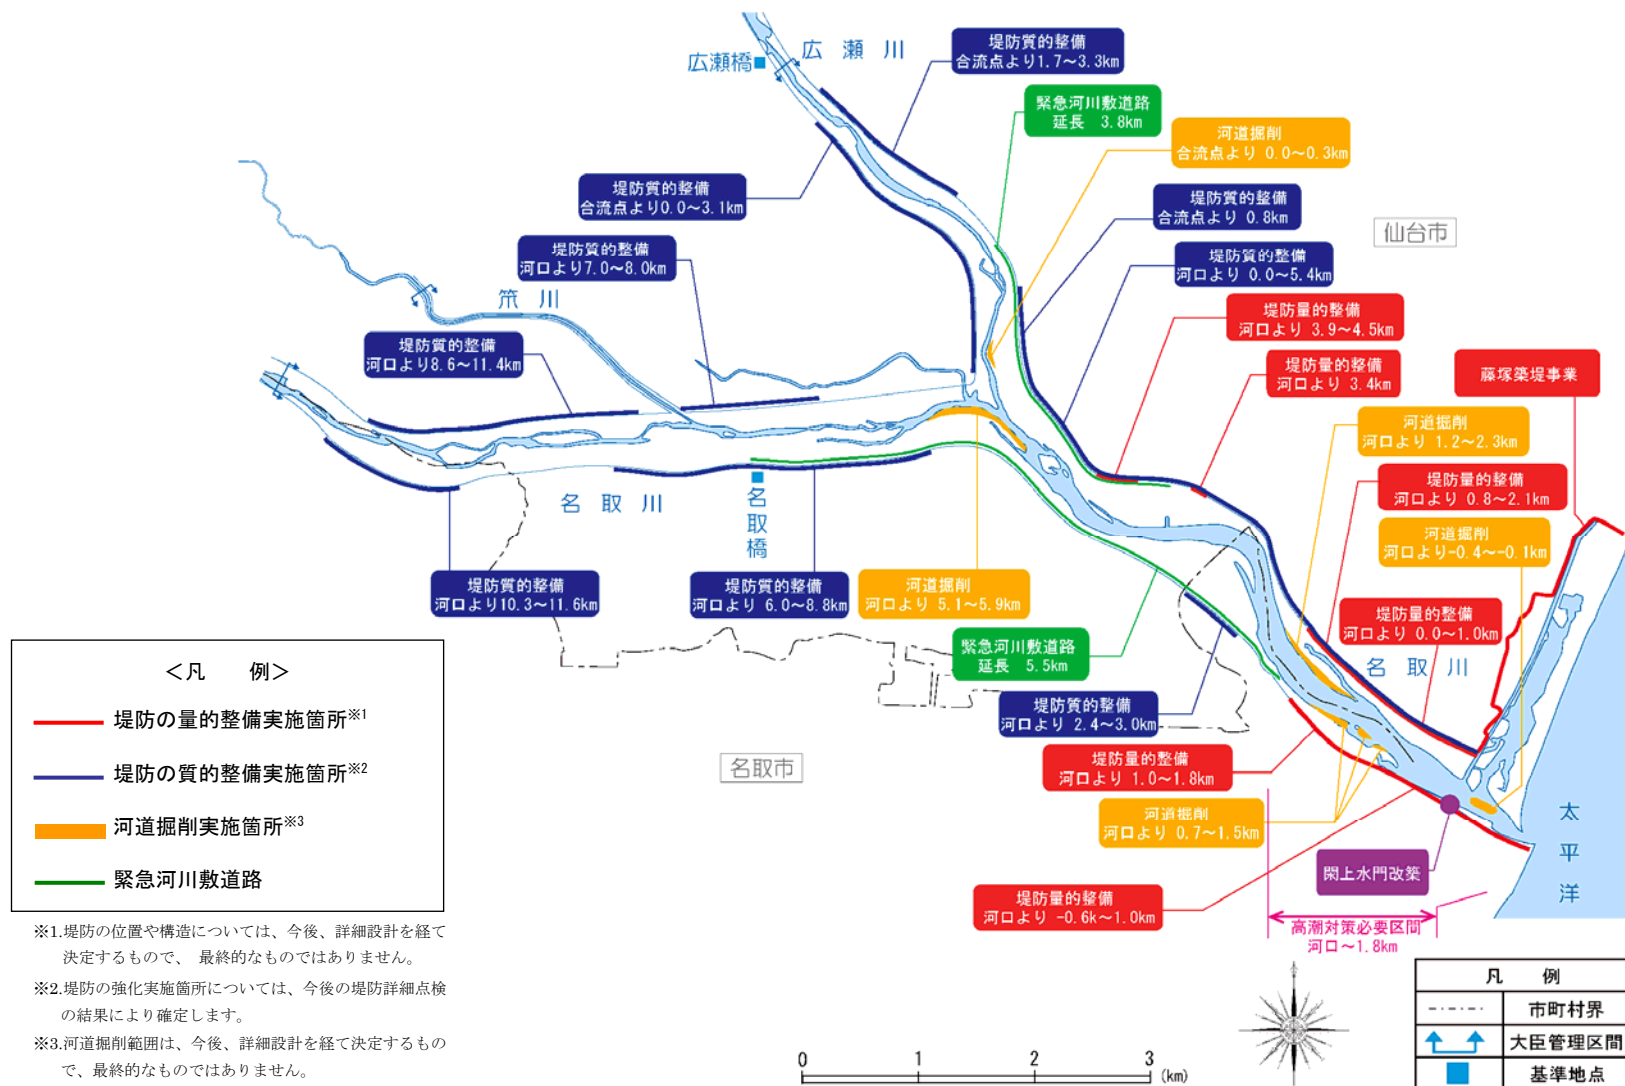 堤防質的整備
合流点より1.7～3.3km
広瀬橋
広瀬川
緊急河川敷道路
延長 3.8km
河道掘削
合流点より 0.0～0.3km
堤防質的整備
合流点より0.0～3.1km
堤防質的整備
合流点より 0.8km
仙台市
堤防質的整備
河口より7.0～8.0km
堤防質的整備
河口より 0.0～5.4km
笊川
堤防量的整備
河口より 3.9～4.5km
堤防質的整備
河口より8.6～11.4km
堤防量的整備
河口より 3.4km
藤塚築堤事業
河道掘削
河口より 1.2～2.3km
堤防量的整備
河口より 0.8～2.1km
名取川
名取橋
河道掘削
河口より-0.4～-0.1km
堤防質的整備
河口より10.3～11.6km
堤防質的整備
河口より 6.0～8.8km
河道掘削
河口より 5.1～5.9km
堤防量的整備
河口より 0.0～1.0km
緊急河川敷道路
延長 5.5km
名取川
堤防質的整備
河口より 2.4～3.0km
名取市
堤防量的整備
河口より 1.0～1.8km
河道掘削
河口より 0.7～1.5km
太平洋
閖上水門改築
堤防量的整備
河口より -0.6k～1.0km
高潮対策必要区間
河口～1.8km
＜凡 例＞
堤防の量的整備実施箇所※1
堤防の質的整備実施箇所※2
河道掘削実施箇所※3
緊急河川敷道路
※1.堤防の位置や構造については、今後、詳細設計を経て
決定するもので、 最終的なものではありません。
※2.堤防の強化実施箇所については、今後の堤防詳細点検
の結果により確定します。
※3.河道掘削範囲は、今後、詳細設計を経て決定するもの
で、最終的なものではありません。
0 1 2 3 (km)
凡 例
市町村界
大臣管理区間
基準地点